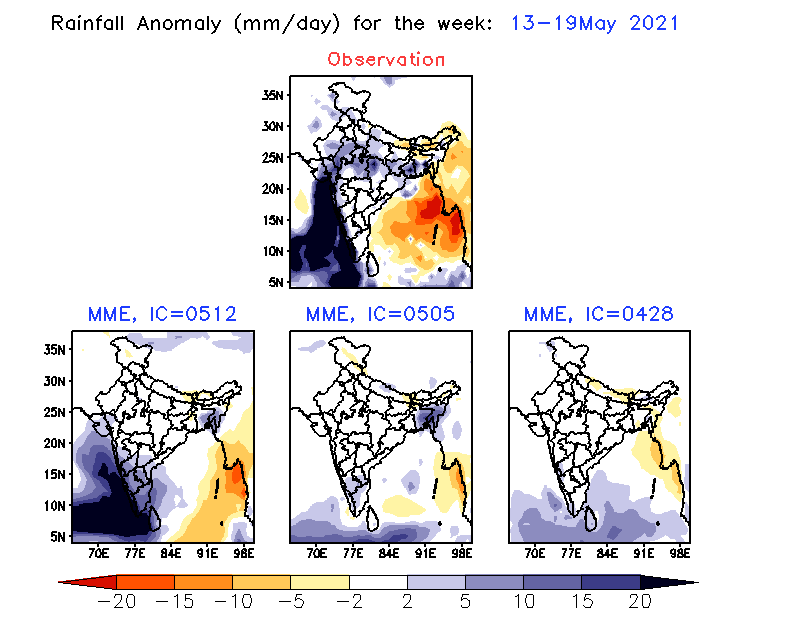 Rainfall Anomaly (mm/day) for the week: 13-19May 2021
Observation
35N
30N
25N
20N
15N
10N
5N
MME, IC=0512 MME, IC=0505 MME, IC=0428
35N
30N
25N
20N
15N
10N
5N
70E 77E 84E 91E 98E 70E 77E 84E 91E 98E 70E 77E 84E 91E 98E
-20 -15 -10 -5 -2 2 5 10 15 20